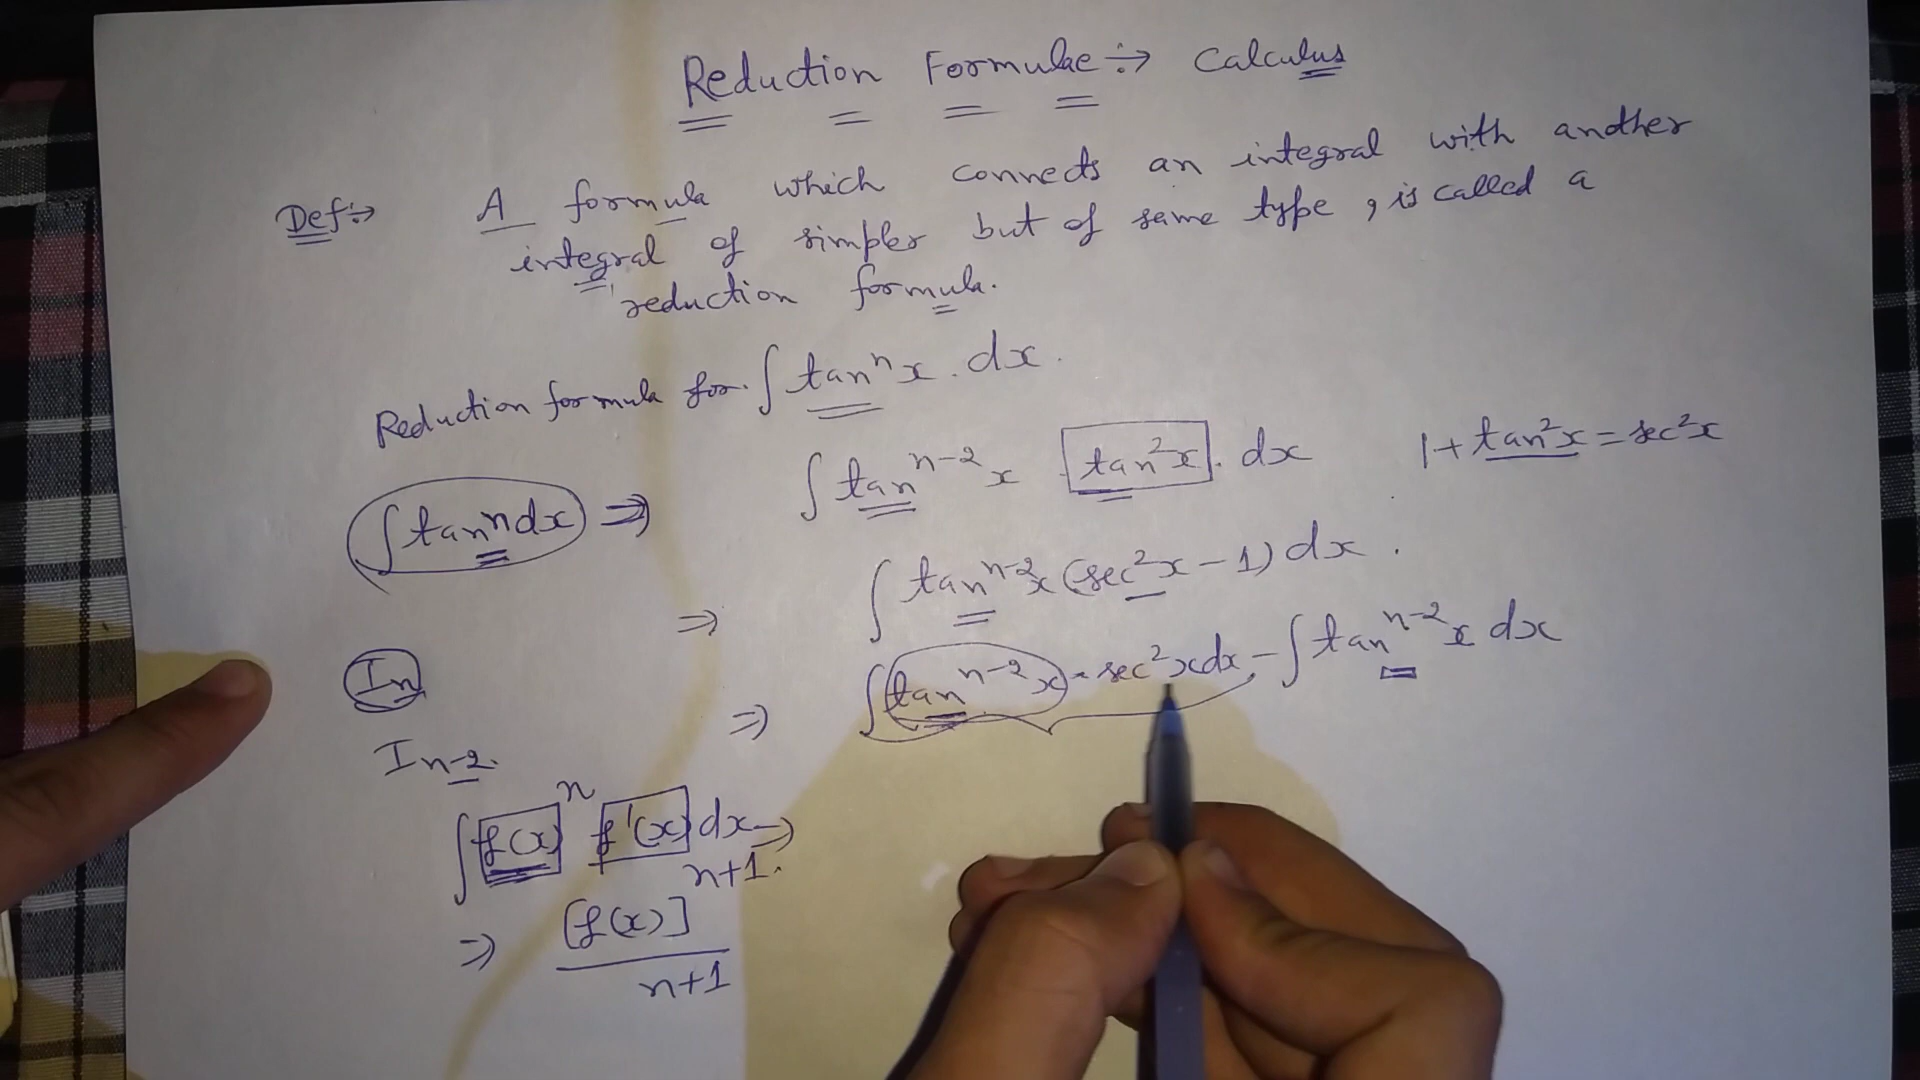 Reduction Formulae ÷→ Calculus
Def ÷→ A formula which connects an integral with another
integral of simpler but of same type, is called a
reduction formula.
Reduction formula for ∫ tanⁿx . dx.
∫ tanⁿ⁻²x . tan²x . dx 1 + tan²x = sec²x
∫ tanⁿ dx ⇒
⇒ ∫ tanⁿ⁻²x (sec²x - 1) dx .
In ⇒ ∫ tanⁿ⁻²x . sec²x dx - ∫ tanⁿ⁻²x dx
In-2.
∫ f(x)ⁿ f'(x) dx ⇒
⇒ [f(x)]ⁿ⁺¹ / n+1